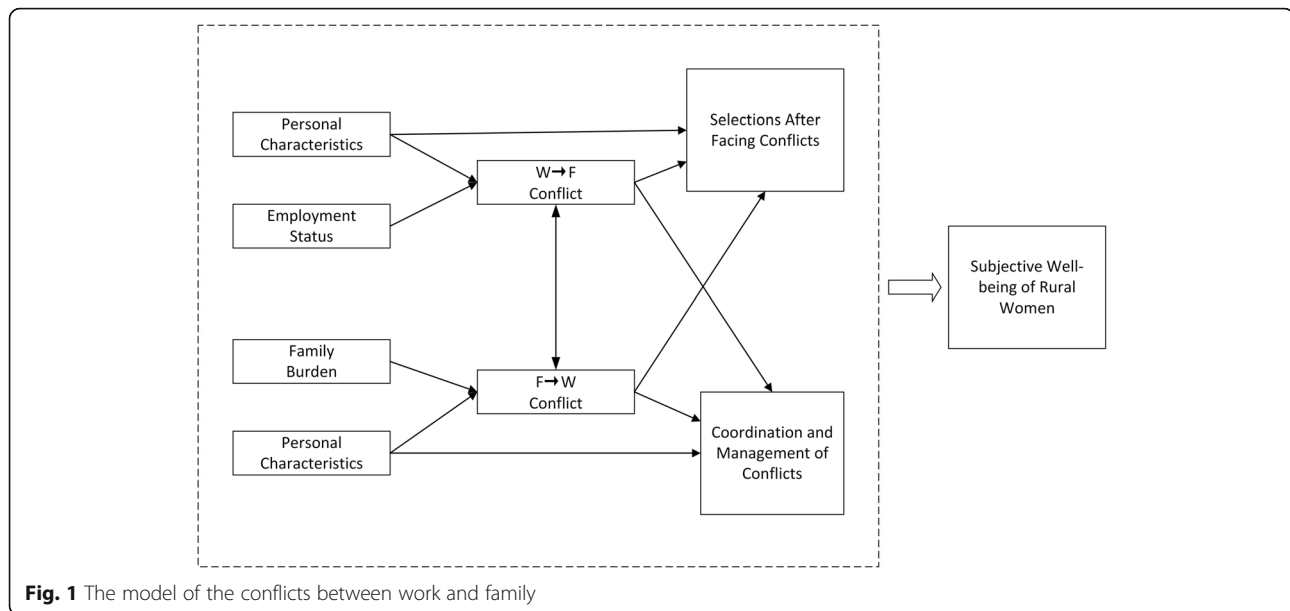 Personal
Characteristics
Employment
Status
Family
Burden
Personal
Characteristics
W→F
Conflict
F→W
Conflict
Selections After
Facing Conflicts
Coordination and
Management of
Conflicts
Subjective Well-
being of Rural
Women
Fig. 1 The model of the conflicts between work and family